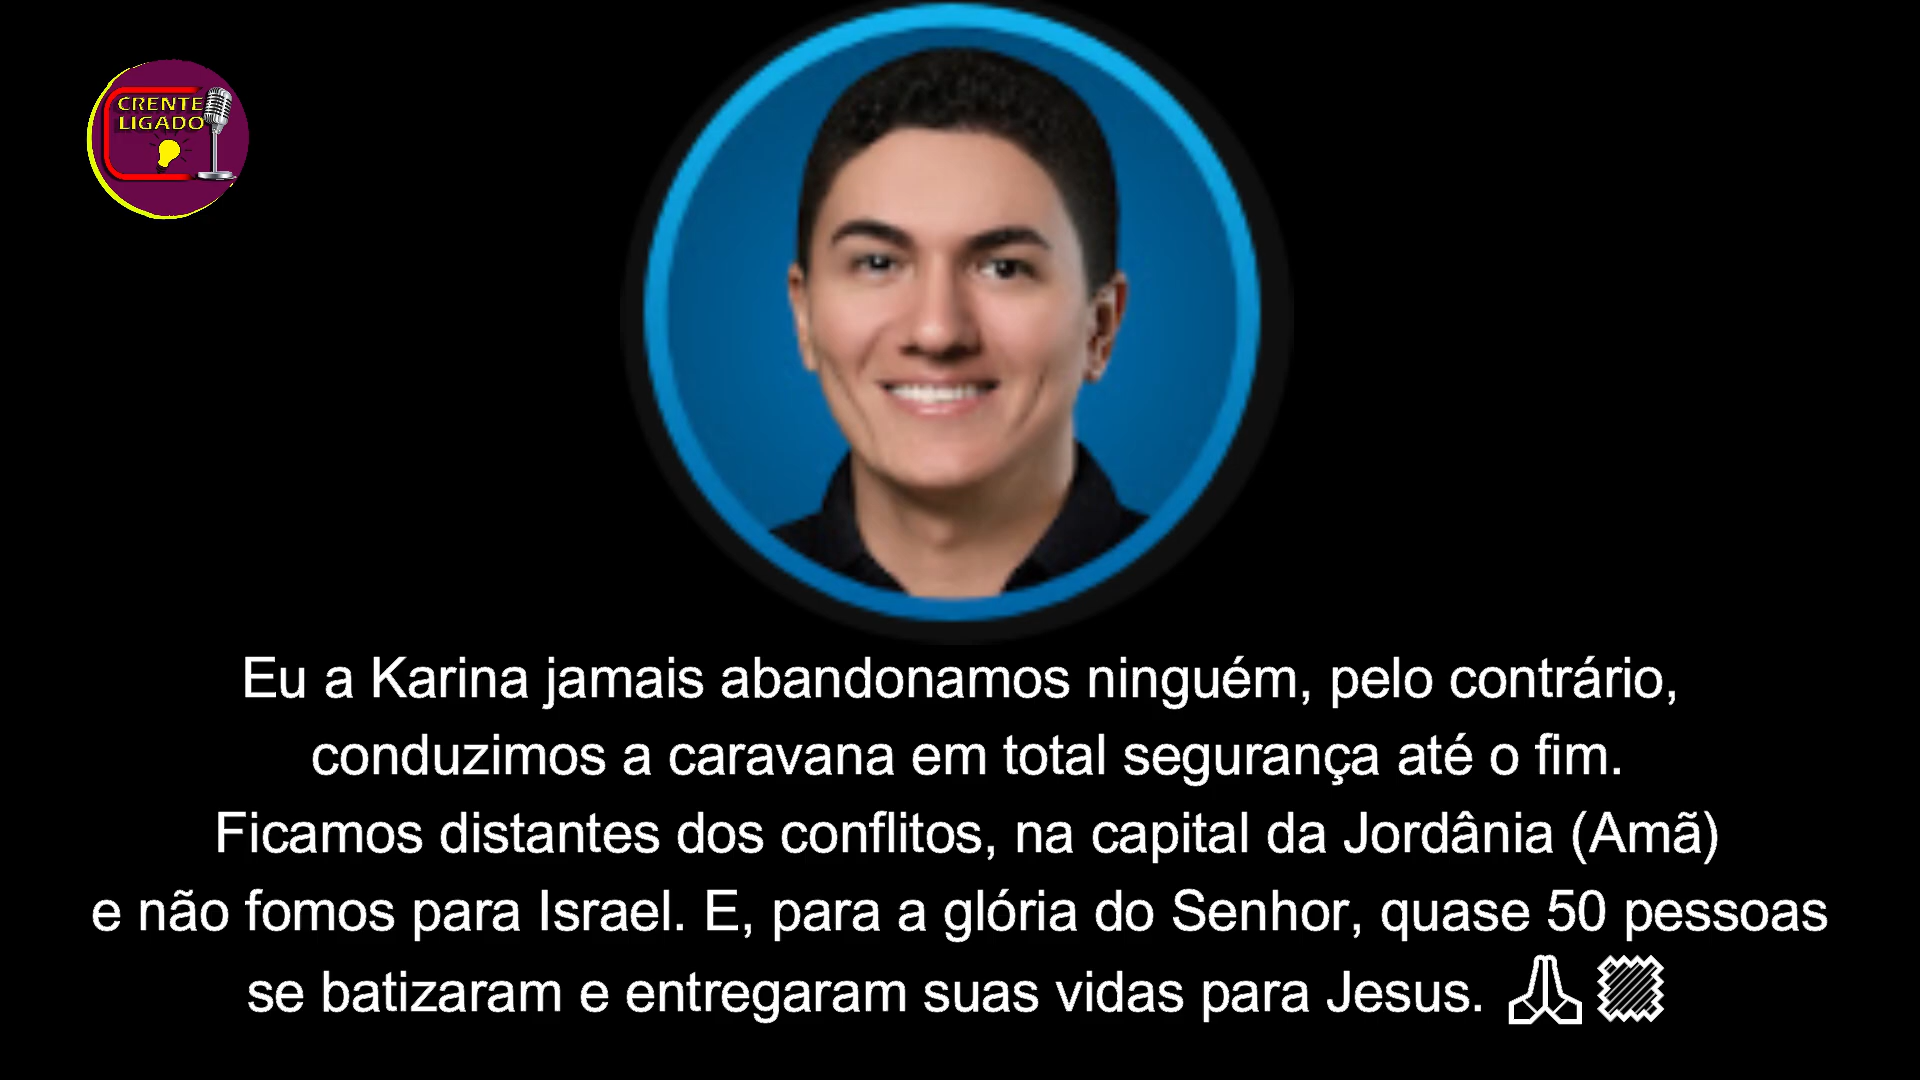 CRENTE
LIGADO
Eu a Karina jamais abandonamos ninguém, pelo contrário,
conduzimos a caravana em total segurança até o fim.
Ficamos distantes dos conflitos, na capital da Jordânia (Amã)
e não fomos para Israel. E, para a glória do Senhor, quase 50 pessoas
se batizaram e entregaram suas vidas para Jesus. 🙏